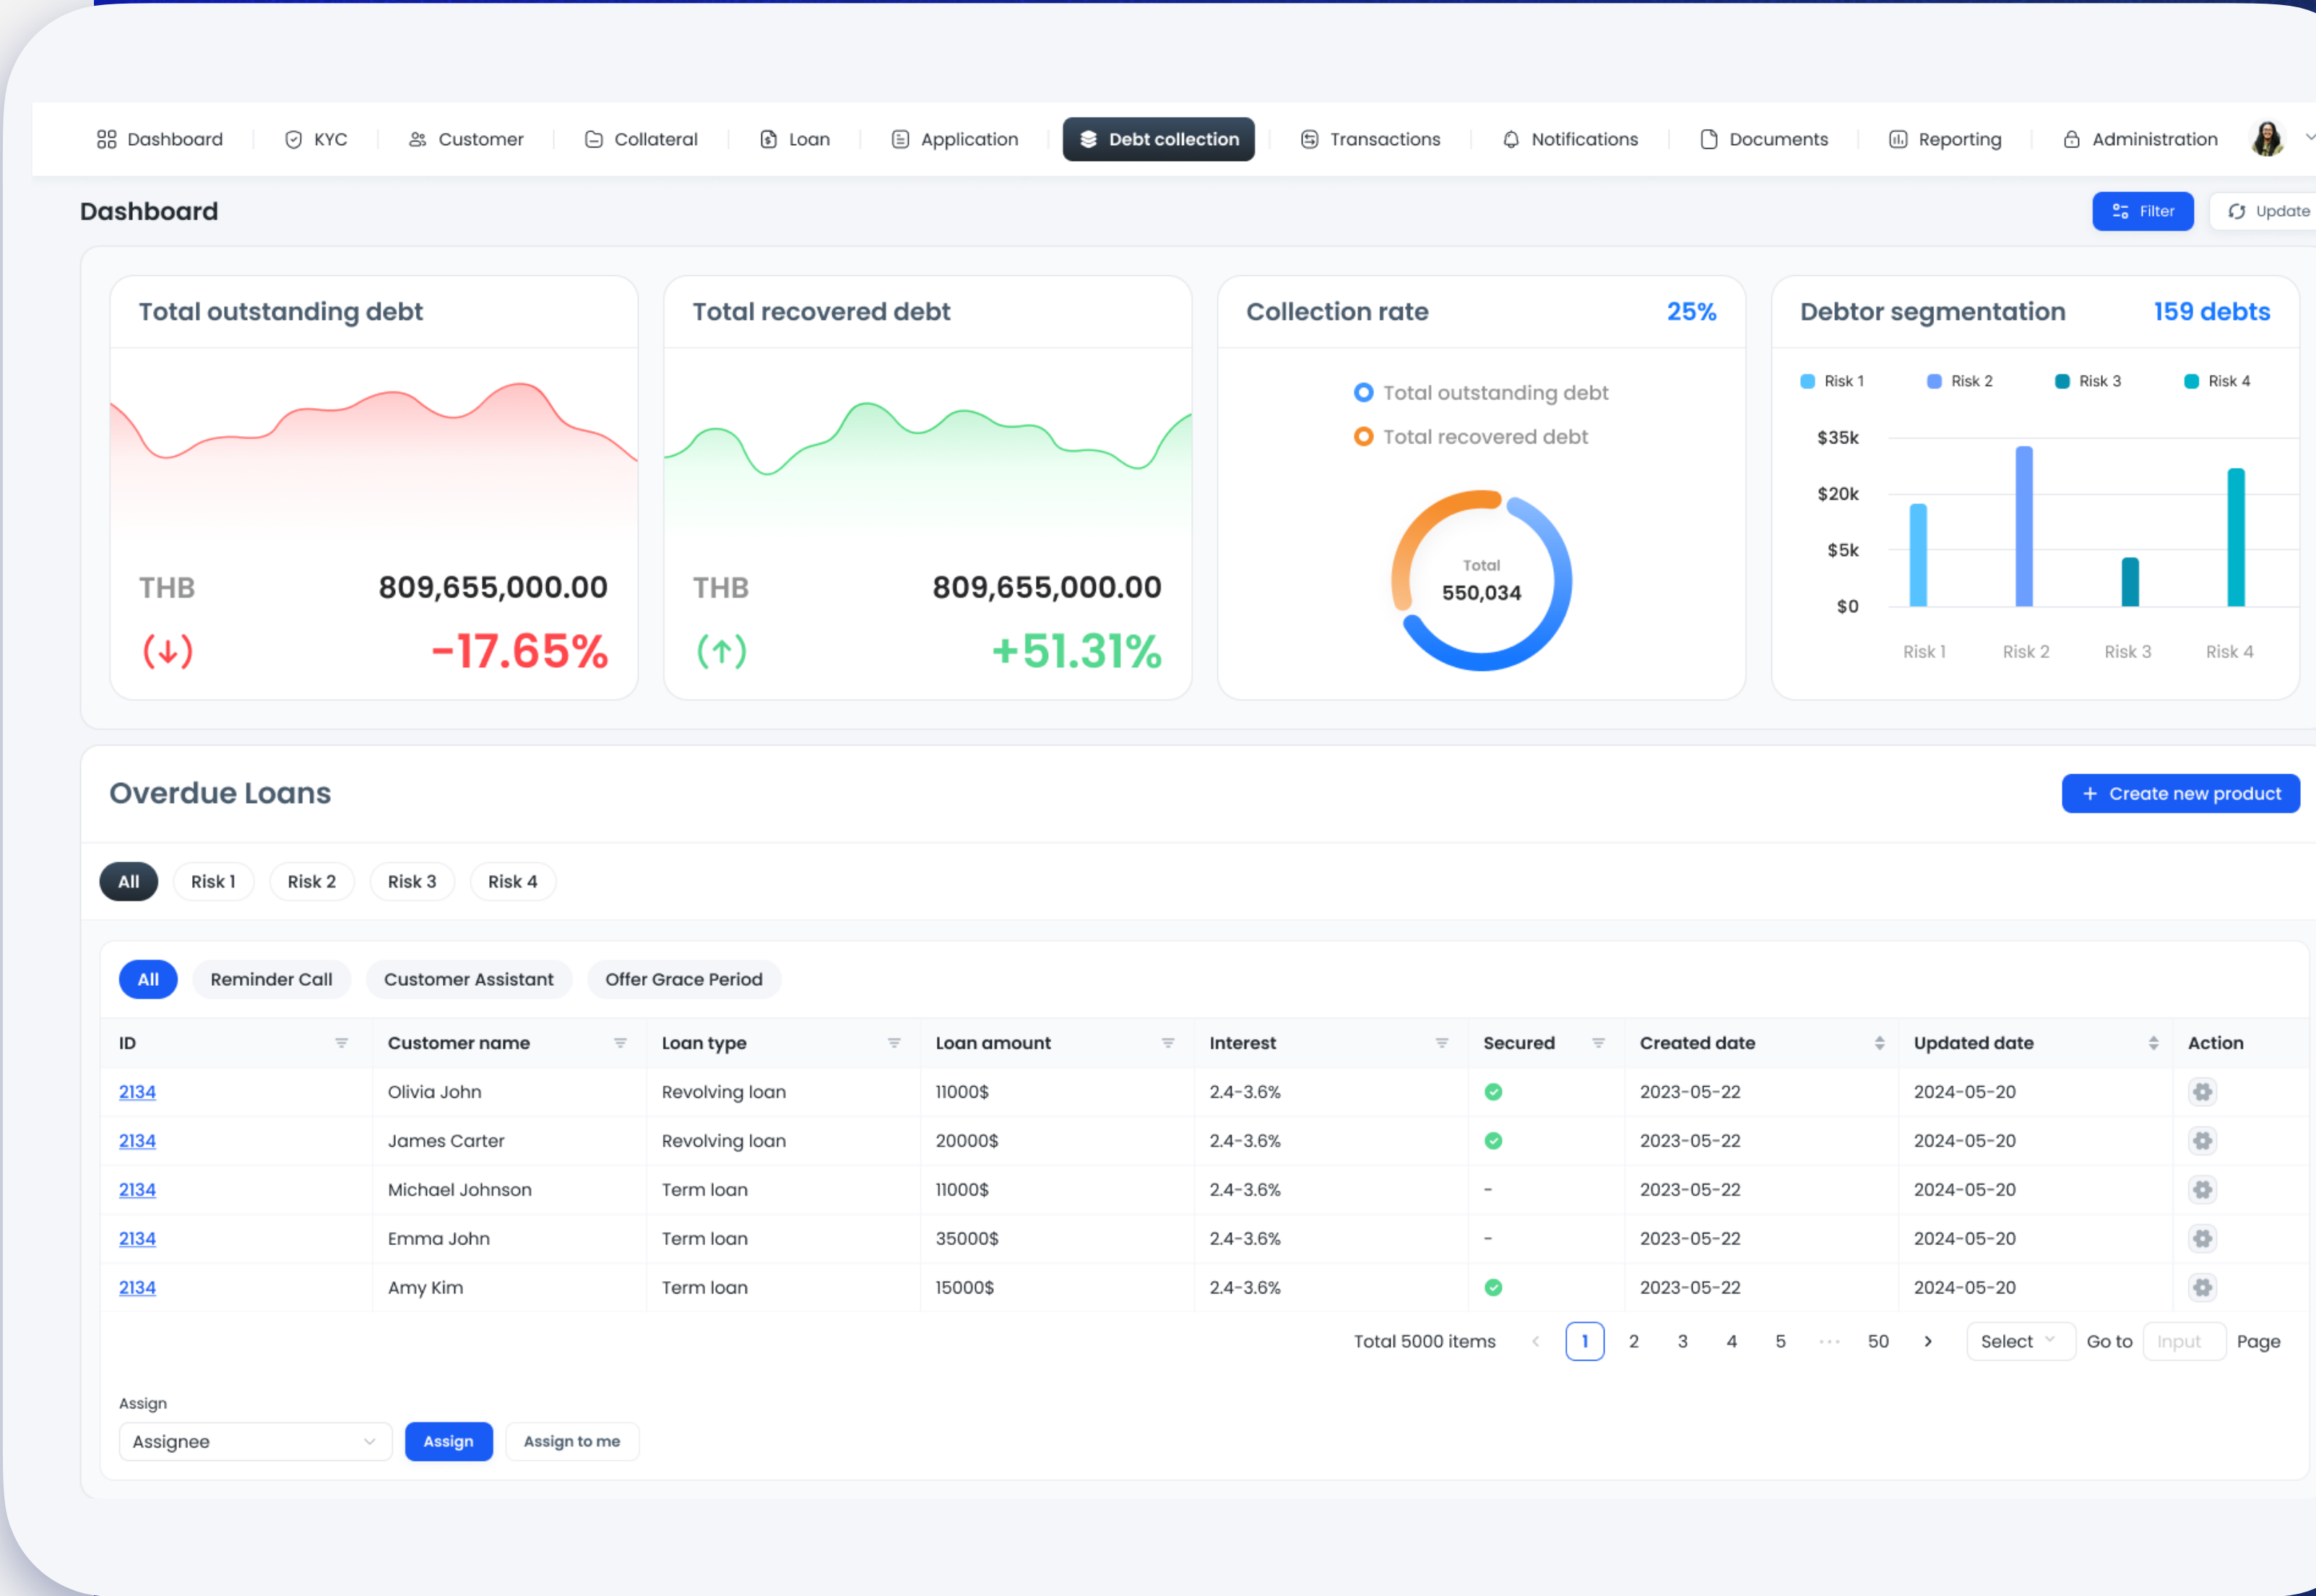 Dashboard KYC Customer Collateral Loan Application Debt collection Transactions Notifications Documents Reporting Administration
Dashboard
Filter Update
Total outstanding debt
THB 809,655,000.00
(↓) -17.65%
Total recovered debt
THB 809,655,000.00
(↑) +51.31%
Collection rate 25%
Total outstanding debt
Total recovered debt
Total
550,034
Debtor segmentation 159 debts
Risk 1 Risk 2 Risk 3 Risk 4
$35k
$20k
$5k
$0
Risk 1 Risk 2 Risk 3 Risk 4
Overdue Loans
+ Create new product
All Risk 1 Risk 2 Risk 3 Risk 4
All Reminder Call Customer Assistant Offer Grace Period
ID Customer name Loan type Loan amount Interest Secured Created date Updated date Action
2134 Olivia John Revolving loan 11000$ 2.4-3.6% 2023-05-22 2024-05-20
2134 James Carter Revolving loan 20000$ 2.4-3.6% 2023-05-22 2024-05-20
2134 Michael Johnson Term loan 11000$ 2.4-3.6% - 2023-05-22 2024-05-20
2134 Emma John Term loan 35000$ 2.4-3.6% - 2023-05-22 2024-05-20
2134 Amy Kim Term loan 15000$ 2.4-3.6% 2023-05-22 2024-05-20
Total 5000 items < 1 2 3 4 5 ··· 50 > Select Go to Input Page
Assign
Assignee Assign Assign to me